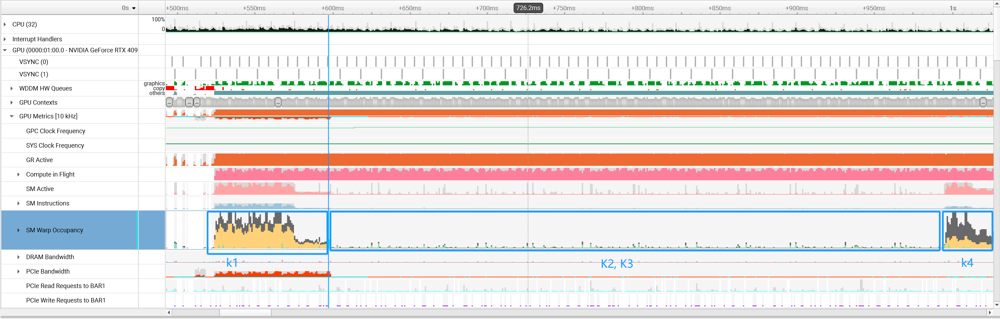 0s +500ms +550ms +600ms +650ms +700ms 726.2ms +750ms +800ms +850ms +900ms +950ms 1s
CPU (32) 100%
0
Interrupt Handlers
GPU (0000:01:00.0 - NVIDIA GeForce RTX 409
VSYNC (0)
VSYNC (1)
WDDM HW Queues graphics
copy
others
GPU Contexts ... ... ... ... ...
GPU Metrics [10 kHz]
GPC Clock Frequency
SYS Clock Frequency
GR Active
Compute in Flight
SM Active
SM Instructions
SM Warp Occupancy
DRAM Bandwidth
k1 K2, K3 k4
PCIe Bandwidth
PCIe Read Requests to BAR1
PCIe Write Requests to BAR1